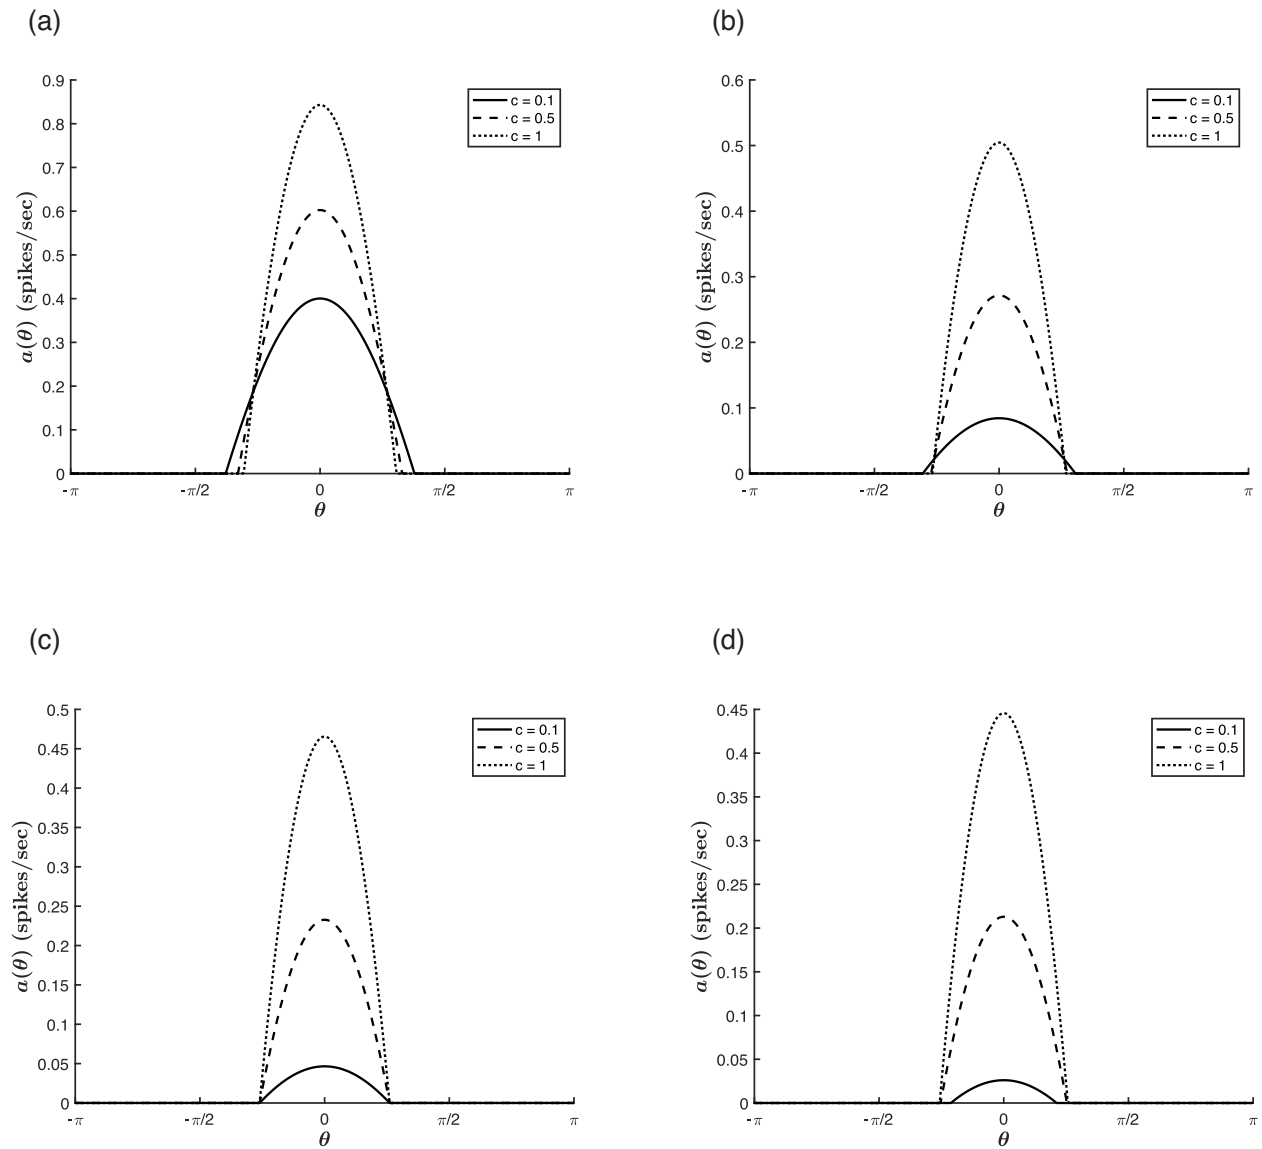 (a)
0.9
0.8
0.7
0.6
0.5
0.4
0.3
0.2
0.1
0
a(θ) (spikes/sec)
-π
-π/2
0
π/2
π
θ
c = 0.1
c = 0.5
c = 1
(b)
0.6
0.5
0.4
0.3
0.2
0.1
0
a(θ) (spikes/sec)
-π
-π/2
0
π/2
π
θ
c = 0.1
c = 0.5
c = 1
(c)
0.5
0.45
0.4
0.35
0.3
0.25
0.2
0.15
0.1
0.05
0
a(θ) (spikes/sec)
-π
-π/2
0
π/2
π
θ
c = 0.1
c = 0.5
c = 1
(d)
0.45
0.4
0.35
0.3
0.25
0.2
0.15
0.1
0.05
0
a(θ) (spikes/sec)
-π
-π/2
0
π/2
π
θ
c = 0.1
c = 0.5
c = 1